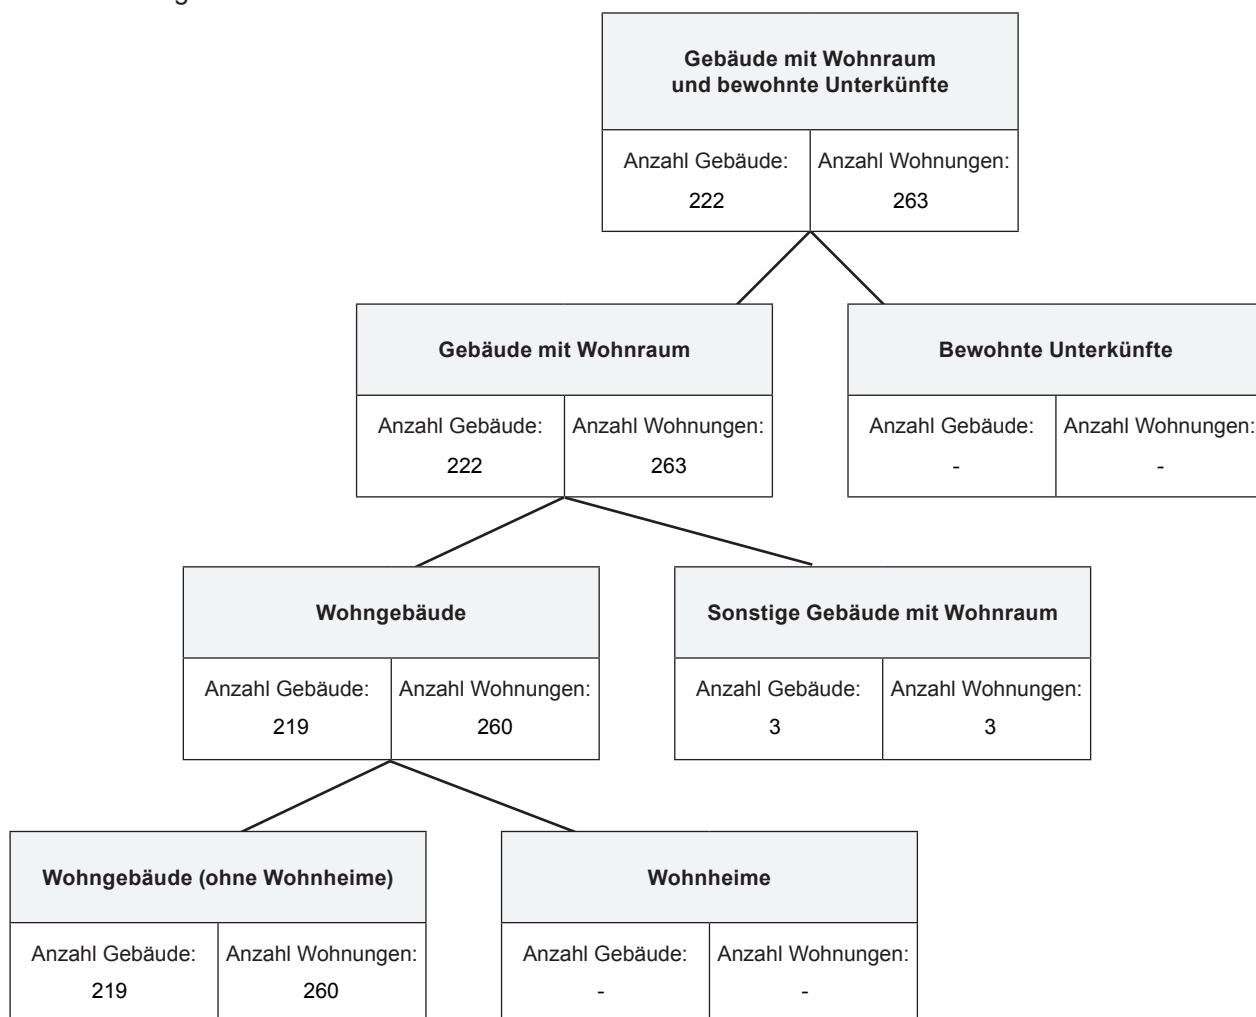 Gebäude mit Wohnraum
und bewohnte Unterkünfte
Anzahl Gebäude: Anzahl Wohnungen:
222 263
Gebäude mit Wohnraum
Anzahl Gebäude: Anzahl Wohnungen:
222 263
Bewohnte Unterkünfte
Anzahl Gebäude: Anzahl Wohnungen:
- -
Wohngebäude
Anzahl Gebäude: Anzahl Wohnungen:
219 260
Sonstige Gebäude mit Wohnraum
Anzahl Gebäude: Anzahl Wohnungen:
3 3
Wohngebäude (ohne Wohnheime)
Anzahl Gebäude: Anzahl Wohnungen:
219 260
Wohnheime
Anzahl Gebäude: Anzahl Wohnungen:
- -